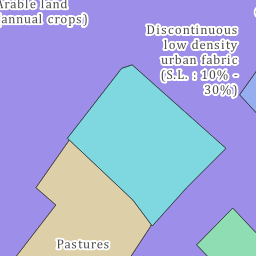 Arable land
(annual crops)
Discontinuous
low density
urban fabric
(S.L. : 10% -
30%)
Pastures